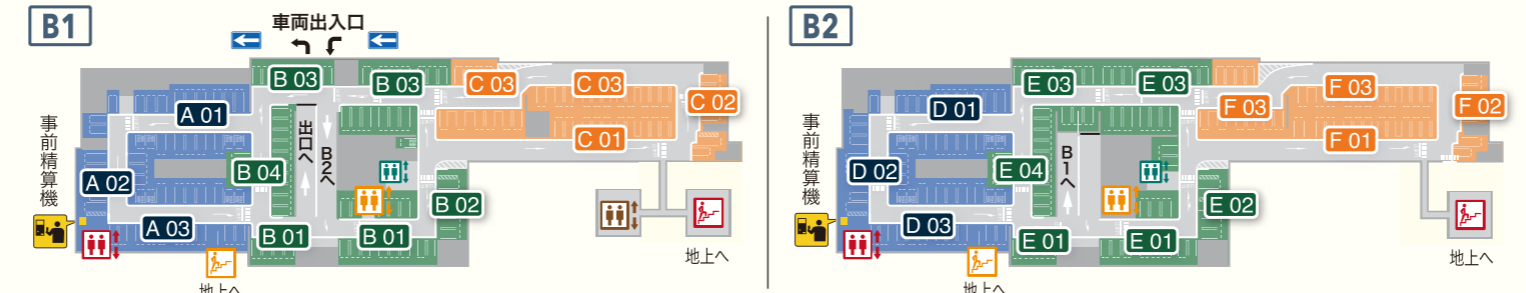 B1
車両出入口
B 03
B 03
C 03
C 03
C 02
A 01
C 01
事前精算機
出口へ
B2へ
A 02
B 04
B 02
A 03
B 01
B 01
地上へ
地上へ
B2
E 03
E 03
F 03
F 03
F 02
D 01
F 01
事前精算機
B1へ
D 02
E 04
E 02
D 03
E 01
E 01
地上へ
地上へ